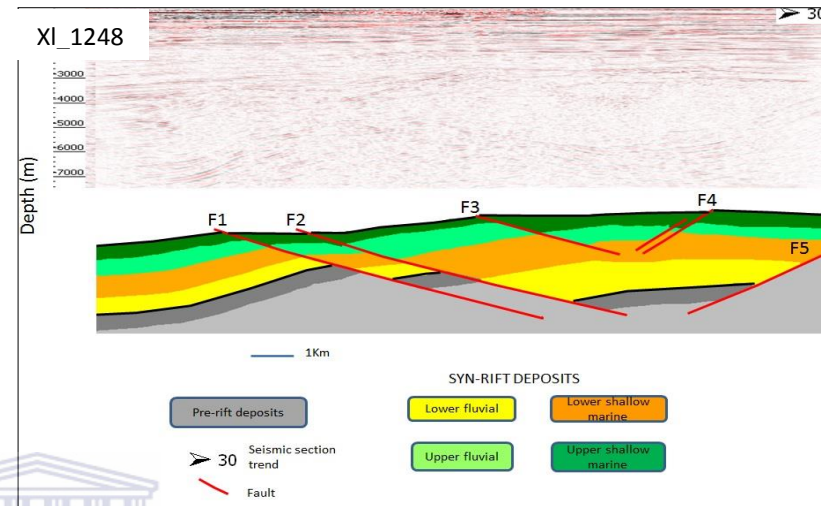 Xl_1248
30
-3000
-4000
-5000
-6000
-7000
Depth (m)
F1
F2
F3
F4
F5
1Km
SYN-RIFT DEPOSITS
Pre-rift deposits
Lower fluvial
Lower shallow
marine
30
Seismic section
trend
Upper fluvial
Upper shallow
marine
Fault